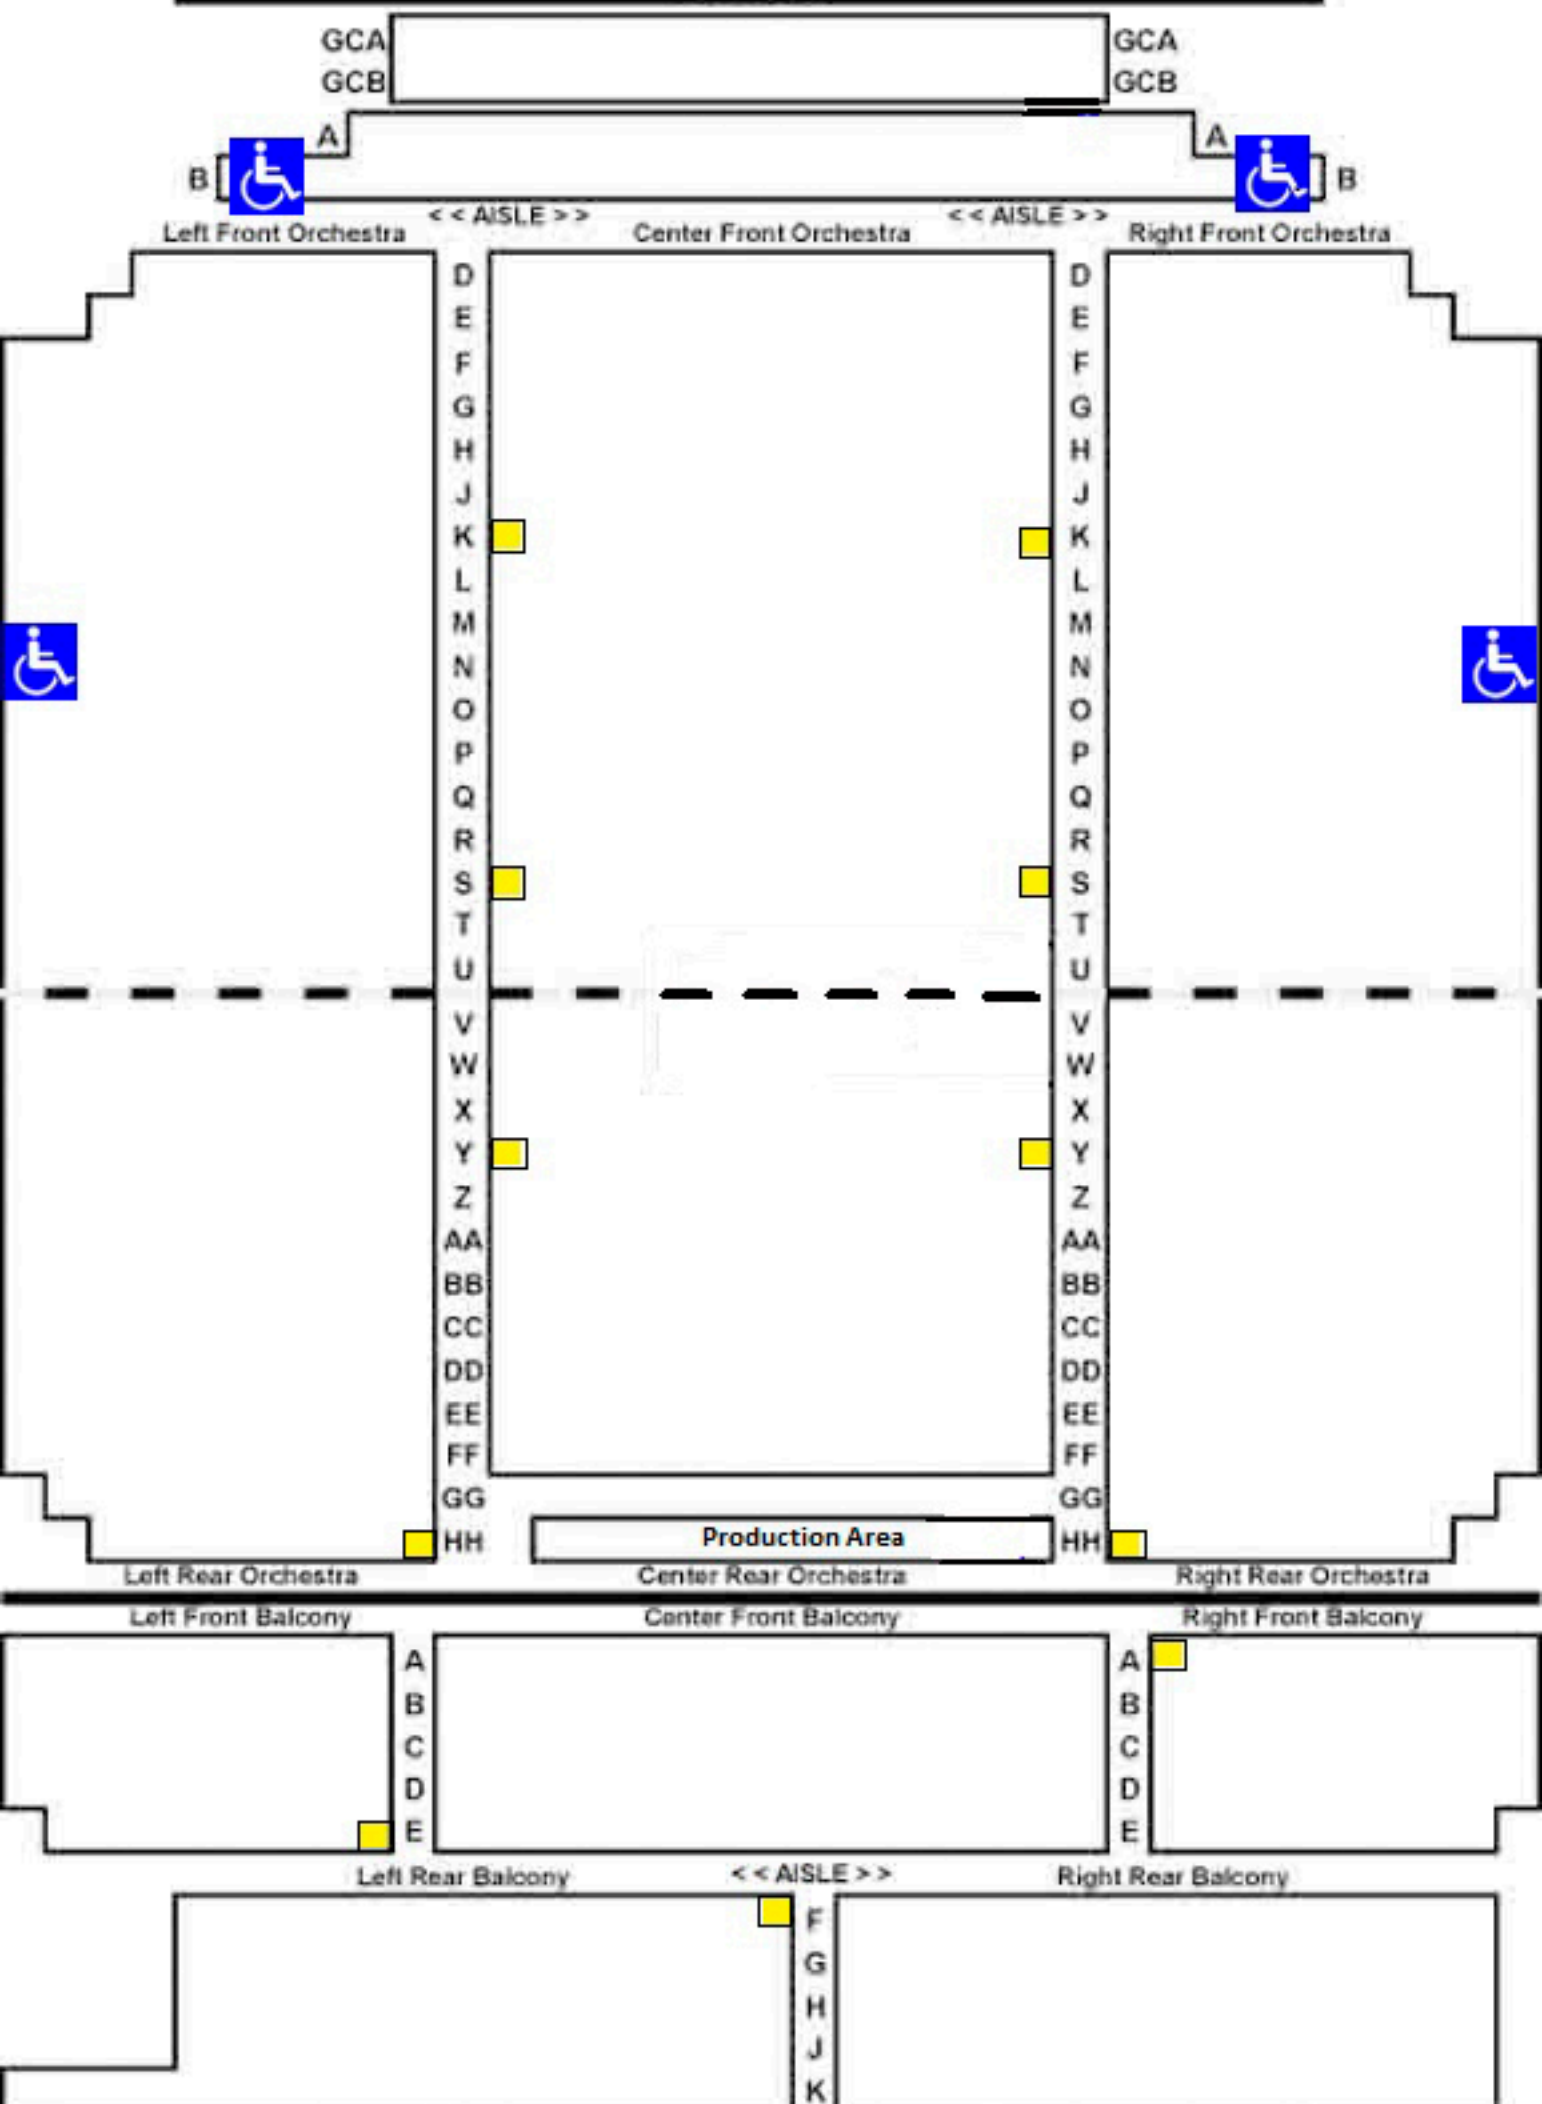 GCA GCA
GCB GCB
A A
B B
<< AISLE >> << AISLE >>
Left Front Orchestra Center Front Orchestra Right Front Orchestra
D D
E E
F F
G G
H H
J J
K K
L L
M M
N N
O O
P P
Q Q
R R
S S
T T
U U
V V
W W
X X
Y Y
Z Z
AA AA
BB BB
CC CC
DD DD
EE EE
FF FF
GG GG
HH Production Area HH
Left Rear Orchestra Center Rear Orchestra Right Rear Orchestra
Left Front Balcony Center Front Balcony Right Front Balcony
A A
B B
C C
D D
E E
Left Rear Balcony << AISLE >> Right Rear Balcony
F
G
H
J
K